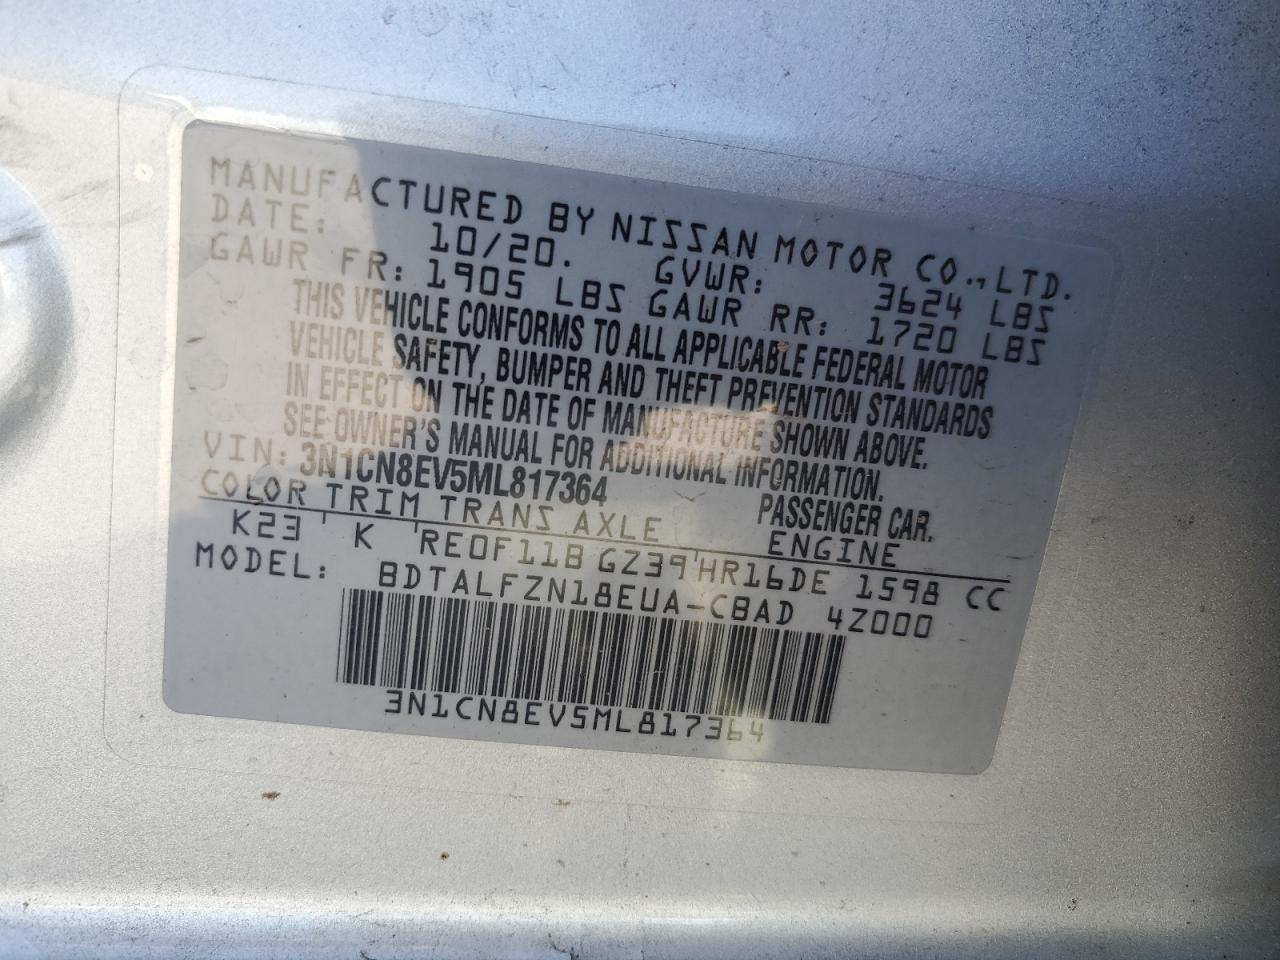 MANUFACTURED BY NISSAN MOTOR CO.,LTD.
DATE: 10/20. GVWR: 3624 LBS
GAWR FR: 1905 LBS GAWR RR: 1720 LBS
THIS VEHICLE CONFORMS TO ALL APPLICABLE FEDERAL MOTOR
VEHICLE SAFETY, BUMPER AND THEFT PREVENTION STANDARDS
IN EFFECT ON THE DATE OF MANUFACTURE SHOWN ABOVE.
SEE OWNER'S MANUAL FOR ADDITIONAL INFORMATION.
VIN: 3N1CN8EV5ML817364 PASSENGER CAR.
COLOR TRIM TRANS AXLE ENGINE
K23 K RE0F11B GZ39 HR16DE 1598 CC
MODEL: BDTALFZN18EUA-CBAD 4Z000
3N1CN8EV5ML817364